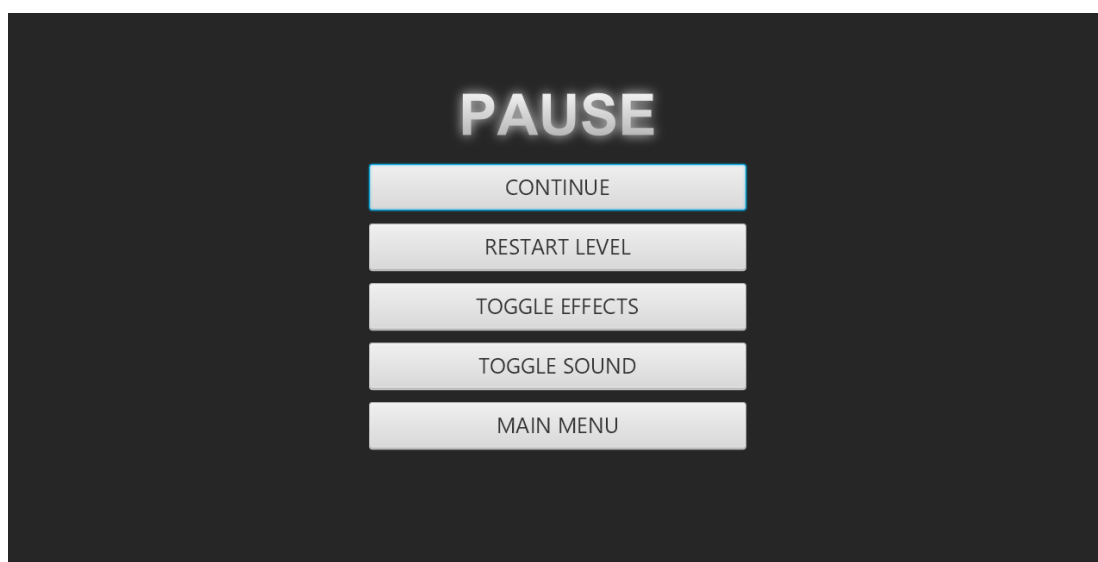 PAUSE
CONTINUE
RESTART LEVEL
TOGGLE EFFECTS
TOGGLE SOUND
MAIN MENU